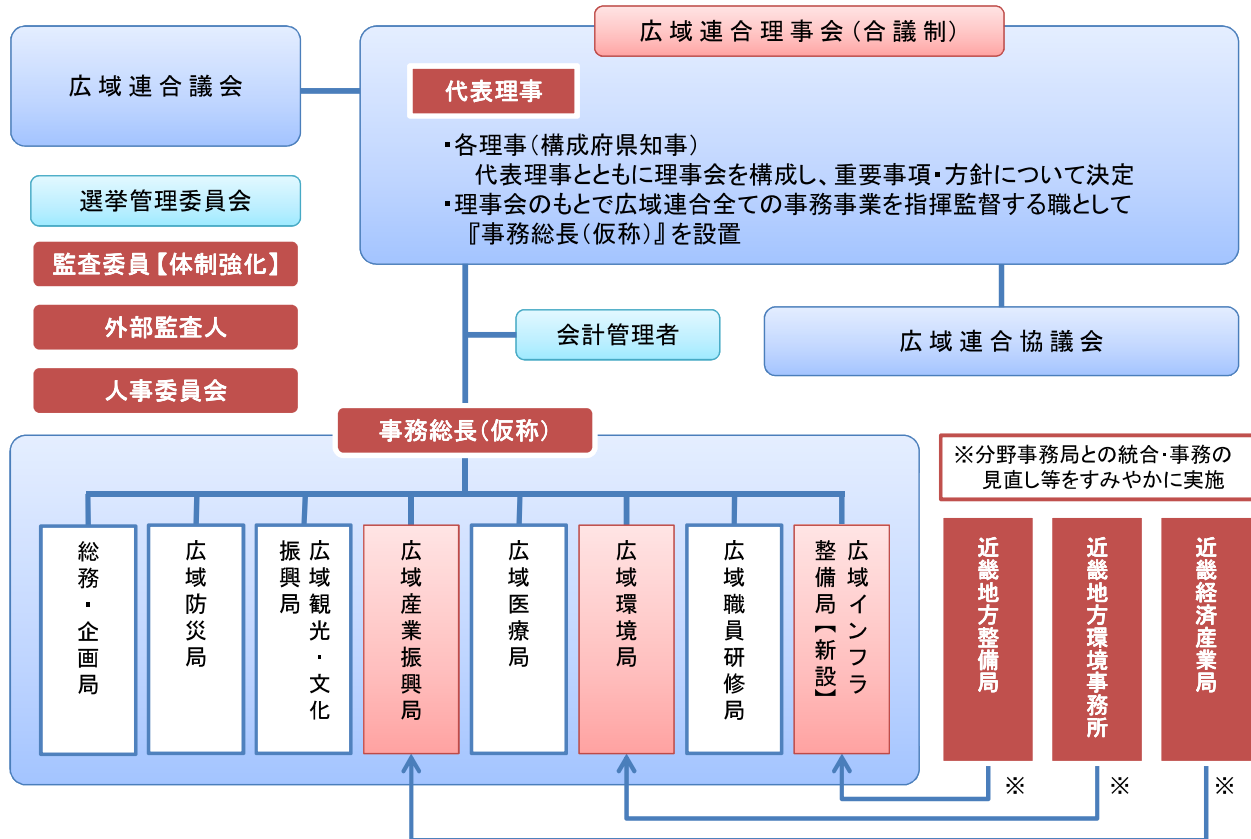 広域連合理事会(合議制)
広域連合議会
代表理事
・各理事(構成府県知事)
代表理事とともに理事会を構成し、重要事項・方針について決定
・理事会のもとで広域連合全ての事務事業を指揮監督する職として
『事務総長(仮称)』を設置
選挙管理委員会
監査委員【体制強化】
外部監査人
人事委員会
会計管理者
広域連合協議会
事務総長(仮称)
※分野事務局との統合・事務の
見直し等をすみやかに実施
総務・企画局
広域防災局
広域観光・文化
振興局
広域産業振興局
広域医療局
広域環境局
広域職員研修局
広域インフラ
整備局【新設】
近畿地方整備局
近畿地方環境事務所
近畿経済産業局
※
※
※